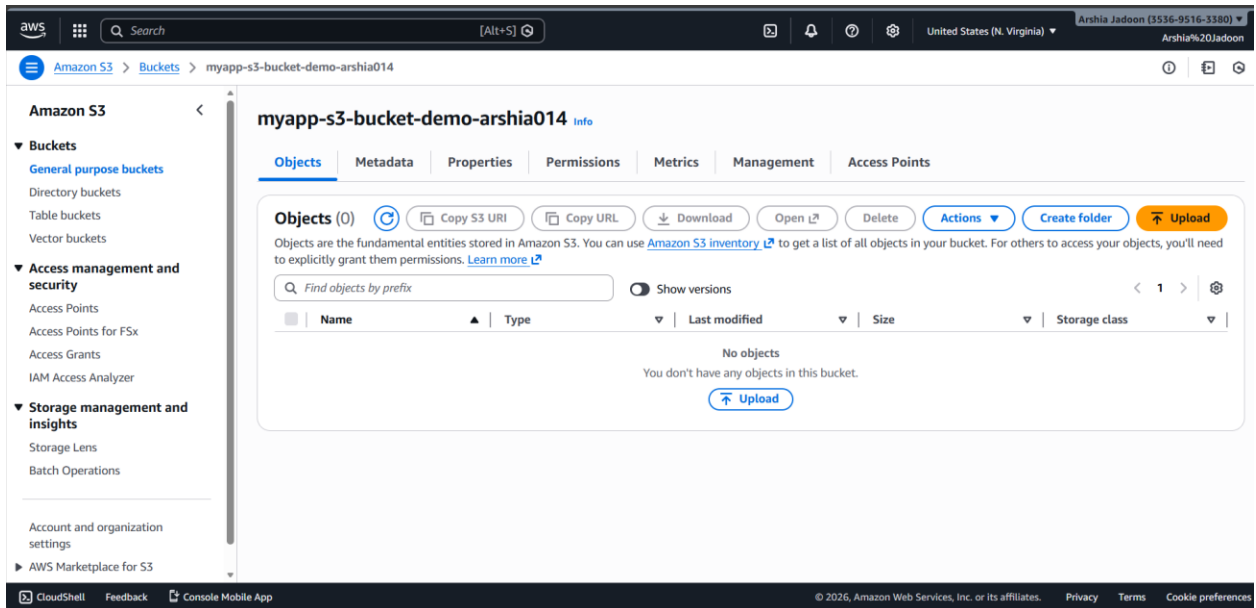 aws
Search
[Alt+S]
United States (N. Virginia)
Arshia Jadoon (3536-9516-3380)
Arshia%20Jadoon
Amazon S3 > Buckets > myapp-s3-bucket-demo-arshia014
Amazon S3
Buckets
General purpose buckets
Directory buckets
Table buckets
Vector buckets
Access management and
security
Access Points
Access Points for FSx
Access Grants
IAM Access Analyzer
Storage management and
insights
Storage Lens
Batch Operations
Account and organization
settings
AWS Marketplace for S3
myapp-s3-bucket-demo-arshia014 Info
Objects Metadata Properties Permissions Metrics Management Access Points
Objects (0) Copy S3 URI Copy URL Download Open Delete Actions Create folder Upload
Objects are the fundamental entities stored in Amazon S3. You can use Amazon S3 inventory to get a list of all objects in your bucket. For others to access your objects, you'll need
to explicitly grant them permissions. Learn more
Find objects by prefix Show versions 1
Name Type Last modified Size Storage class
No objects
You don't have any objects in this bucket.
Upload
CloudShell Feedback Console Mobile App © 2026, Amazon Web Services, Inc. or its affiliates. Privacy Terms Cookie preferences